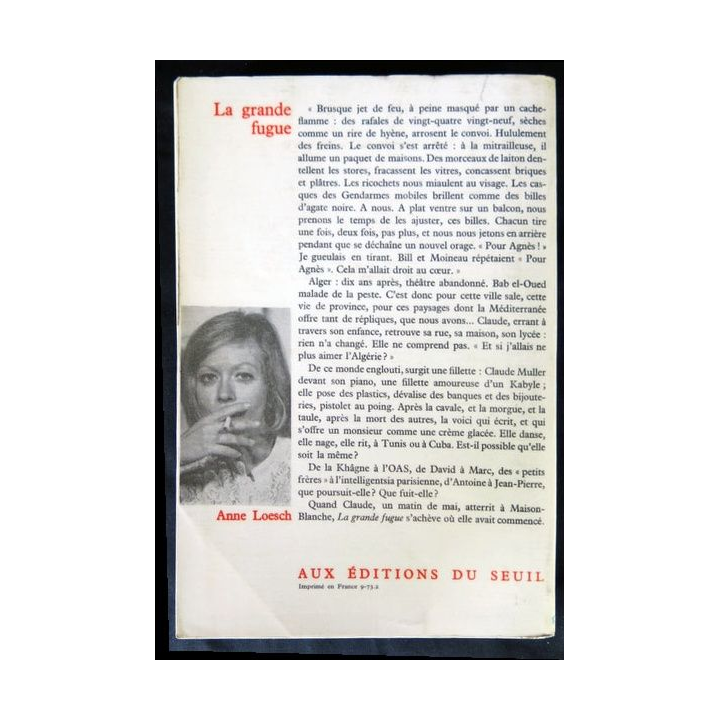 La grande
fugue
« Brusque jet de feu, à peine masqué par un cache-
flamme : des rafales de vingt-quatre vingt-neuf, sèches
comme un rire de hyène, arrosent le convoi. Hululement
des freins. Le convoi s'est arrêté : à la mitrailleuse, il
allume un paquet de maisons. Des morceaux de laiton den-
tellent les stores, fracassent les vitres, concassent briques
et plâtres. Les ricochets nous miaulent au visage. Les cas-
ques des Gendarmes mobiles brillent comme des billes
d'agate noire. A nous. A plat ventre sur un balcon, nous
prenons le temps de les ajuster, ces billes. Chacun tire
une fois, deux fois, pas plus, et nous nous jetons en arrière
pendant que se déchaîne un nouvel orage. « Pour Agnès ! »
Je gueulais en tirant. Bill et Moineau répétaient « Pour
Agnès ». Cela m'allait droit au cœur. »
Alger : dix ans après, théâtre abandonné. Bab el-Oued
malade de la peste. C'est donc pour cette ville sale, cette
vie de province, pour ces paysages dont la Méditerranée
offre tant de répliques, que nous avons... Claude, errant à
travers son enfance, retrouve sa rue, sa maison, son lycée :
rien n'a changé. Elle ne comprend pas. « Et si j'allais ne
plus aimer l'Algérie ? »
De ce monde englouti, surgit une fillette : Claude Muller
devant son piano, une fillette amoureuse d'un Kabyle ;
elle pose des plastics, dévalise des banques et des bijoute-
ries, pistolet au poing. Après la cavale, et la morgue, et la
taule, après la mort des autres, la voici qui écrit, et qui
s'offre un monsieur comme une crème glacée. Elle danse,
elle nage, elle rit, à Tunis ou à Cuba. Est-il possible qu'elle
soit la même ?
De la Khâgne à l'OAS, de David à Marc, des « petits
frères » à l'intelligentsia parisienne, d'Antoine à Jean-Pierre,
que poursuit-elle ? Que fuit-elle ?
Quand Claude, un matin de mai, atterrit à Maison-
Blanche, La grande fugue s'achève où elle avait commencé.
Anne Loesch
AUX ÉDITIONS DU SEUIL
Imprimé en France 9-73.2